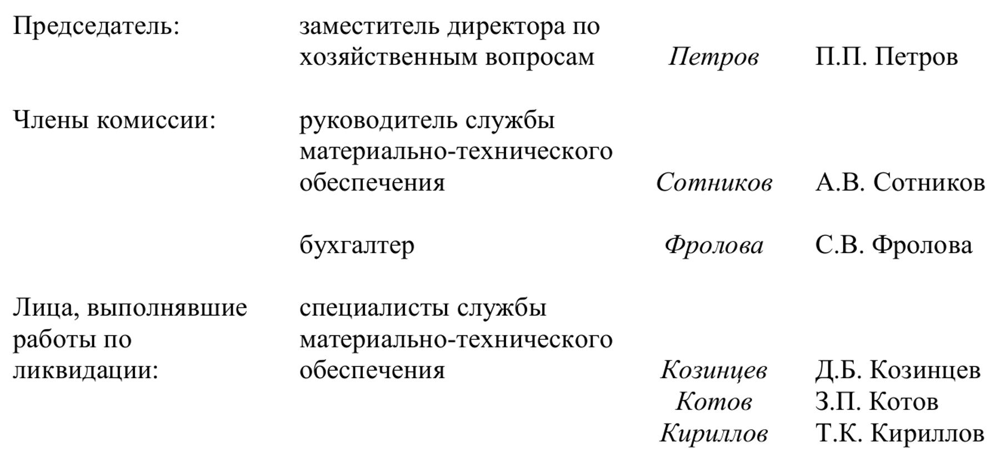 Председатель: заместитель директора по
хозяйственным вопросам Петров П.П. Петров
Члены комиссии: руководитель службы
материально-технического
обеспечения Сотников А.В. Сотников
бухгалтер Фролова С.В. Фролова
Лица, выполнявшие специалисты службы
работы по материально-технического
ликвидации: обеспечения Козинцев Д.Б. Козинцев
Котов З.П. Котов
Кириллов Т.К. Кириллов